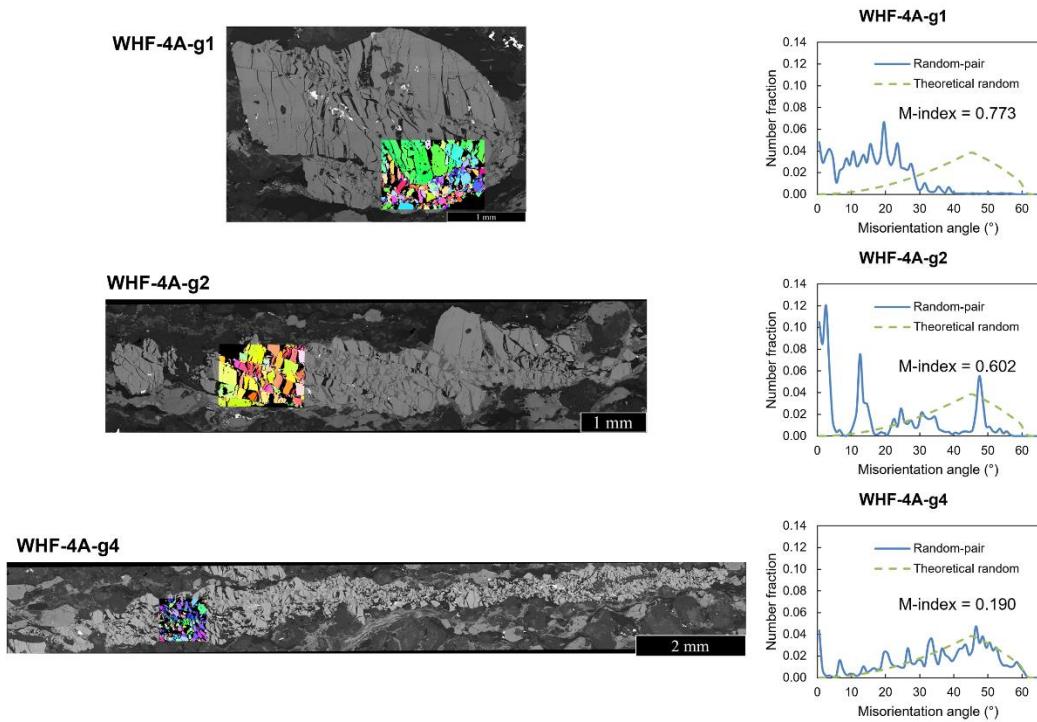 WHF-4A-g1
1 mm
WHF-4A-g1
Number fraction
0.14
0.12
0.10
0.08
0.06
0.04
0.02
0.00
Random-pair
Theoretical random
M-index = 0.773
0 10 20 30 40 50 60
Misorientation angle (°)
WHF-4A-g2
1 mm
WHF-4A-g2
Number fraction
0.14
0.12
0.10
0.08
0.06
0.04
0.02
0.00
Random-pair
Theoretical random
M-index = 0.602
0 10 20 30 40 50 60
Misorientation angle (°)
WHF-4A-g4
2 mm
WHF-4A-g4
Number fraction
0.14
0.12
0.10
0.08
0.06
0.04
0.02
0.00
Random-pair
Theoretical random
M-index = 0.190
0 10 20 30 40 50 60
Misorientation angle (°)